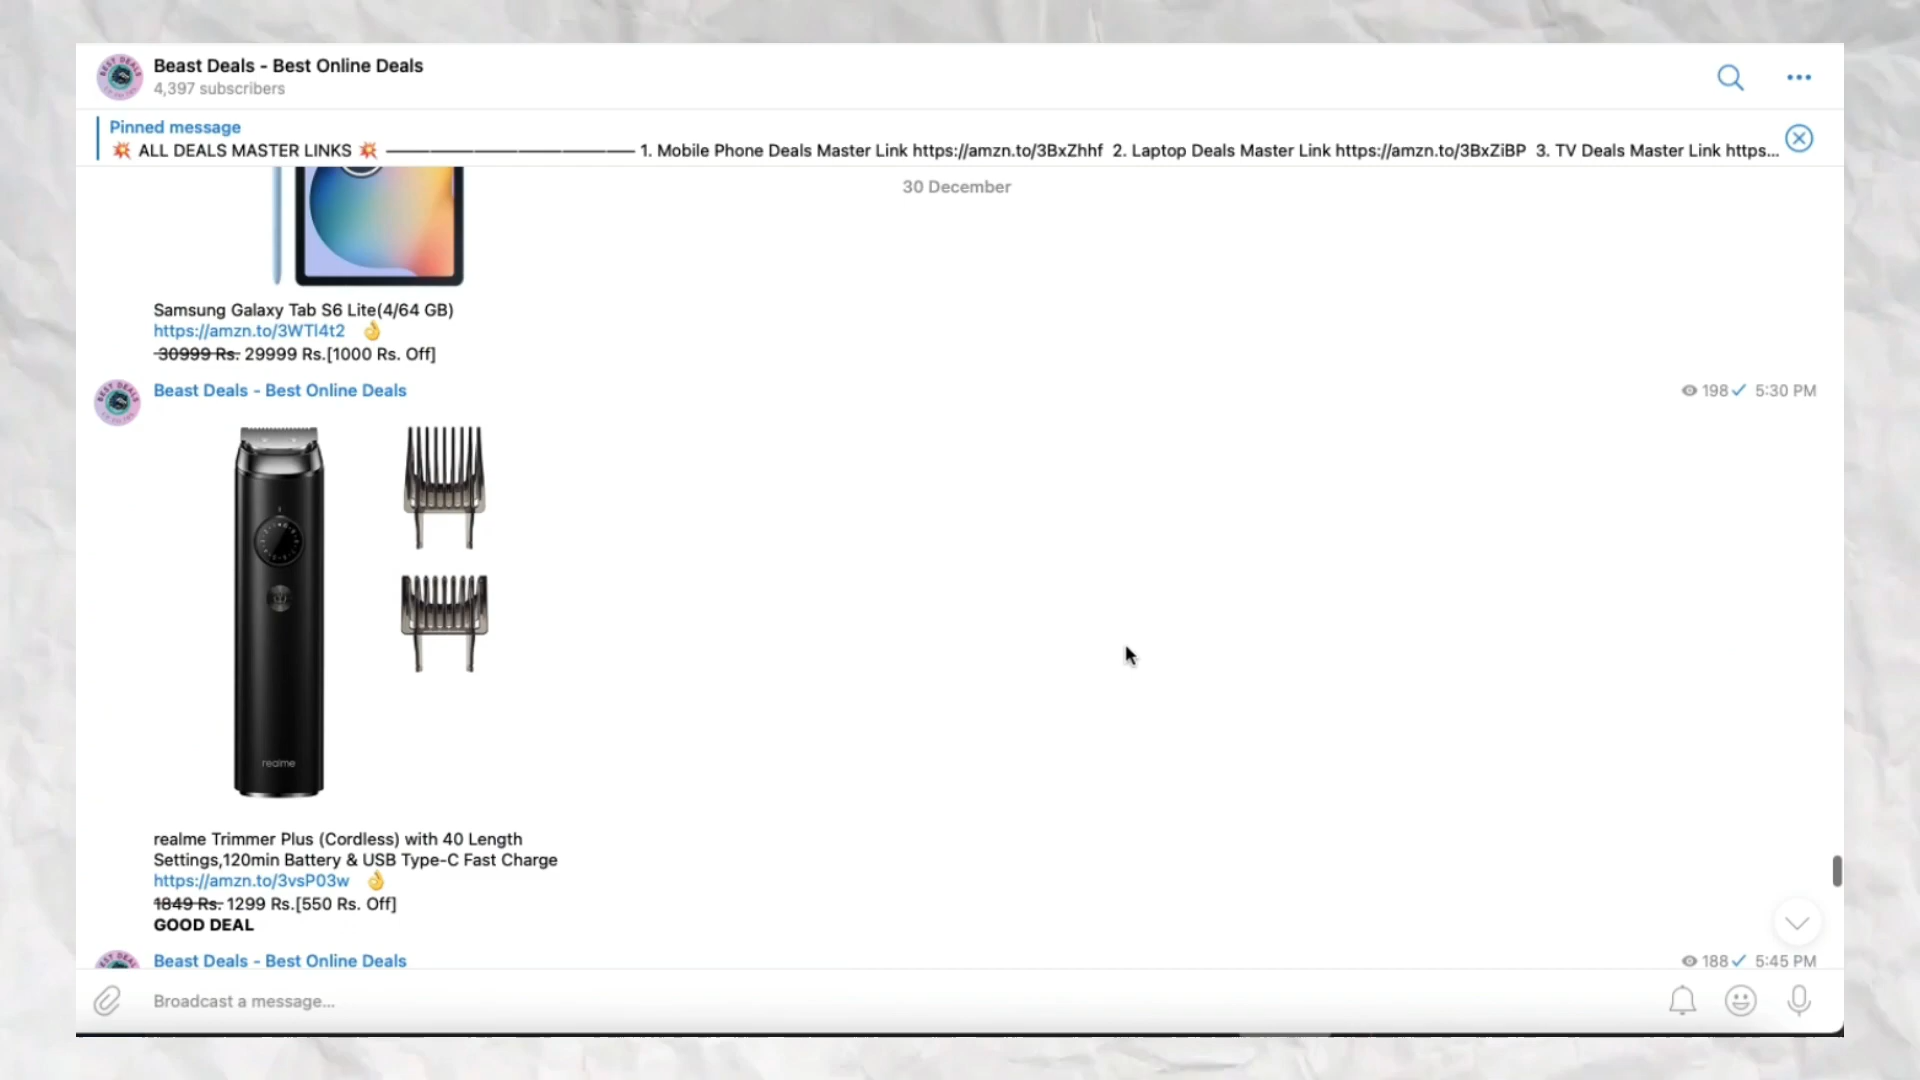 Beast Deals - Best Online Deals
4,397 subscribers
Pinned message
💥 ALL DEALS MASTER LINKS 💥 ——————————————— 1. Mobile Phone Deals Master Link https://amzn.to/3BxZhhf 2. Laptop Deals Master Link https://amzn.to/3BxZiBP 3. TV Deals Master Link https...
30 December
Samsung Galaxy Tab S6 Lite(4/64 GB)
https://amzn.to/3WTl4t2 👌
30999 Rs. 29999 Rs.[1000 Rs. Off]
Beast Deals - Best Online Deals
198 5:30 PM
realme
realme Trimmer Plus (Cordless) with 40 Length
Settings,120min Battery & USB Type-C Fast Charge
https://amzn.to/3vsP03w 👌
1849 Rs. 1299 Rs.[550 Rs. Off]
GOOD DEAL
Beast Deals - Best Online Deals
188 5:45 PM
Broadcast a message...